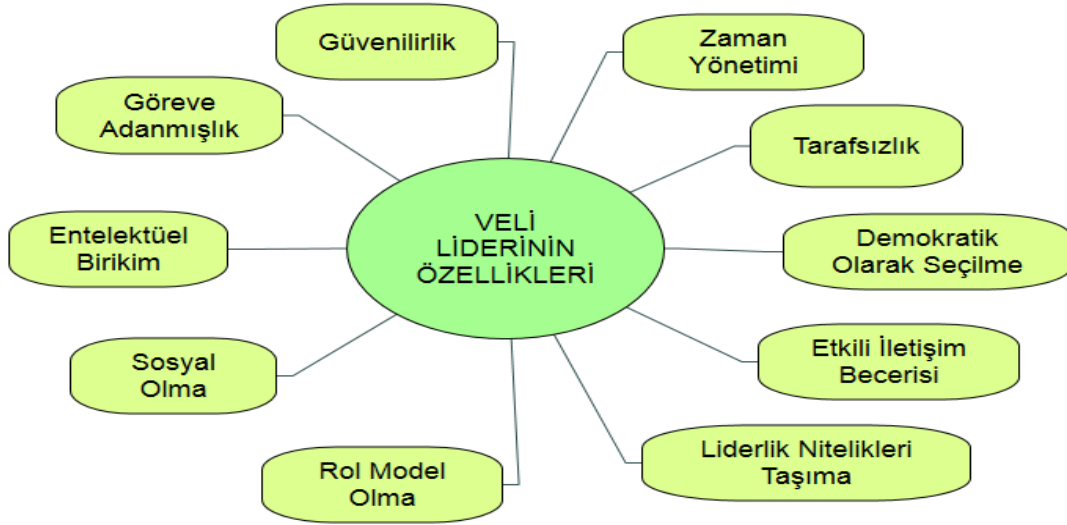 Güvenilirlik
Zaman
Yönetimi
Göreve
Adanmışlık
Tarafsızlık
VELİ
LİDERİNİN
ÖZELLİKLERİ
Entelektüel
Birikim
Demokratik
Olarak Seçilme
Sosyal
Olma
Etkili İletişim
Becerisi
Rol Model
Olma
Liderlik Nitelikleri
Taşıma